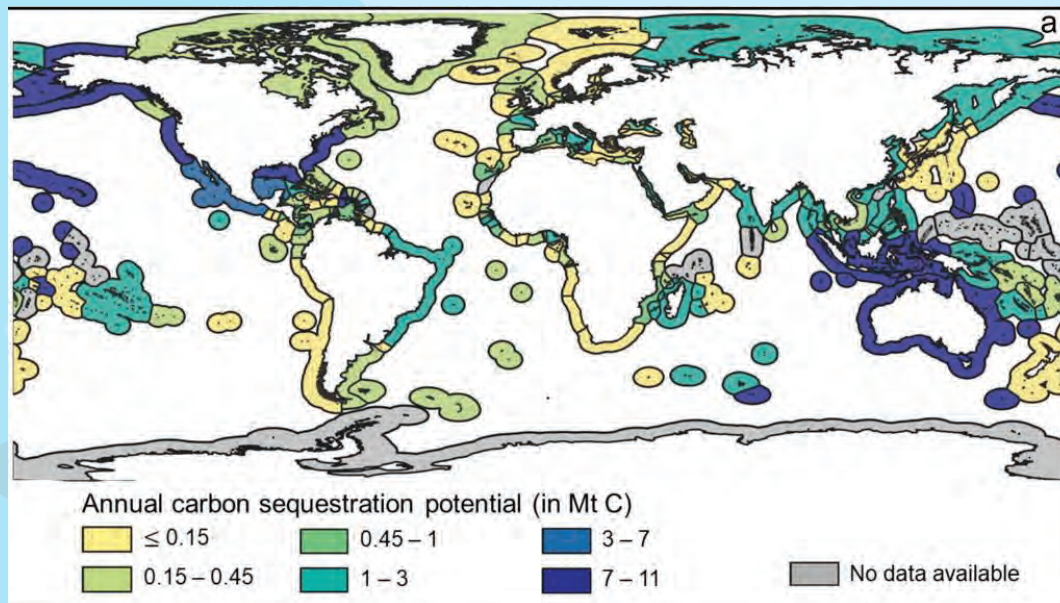 a
Annual carbon sequestration potential (in Mt C)
≤ 0.15
0.45 – 1
3 – 7
0.15 – 0.45
1 – 3
7 – 11
No data available